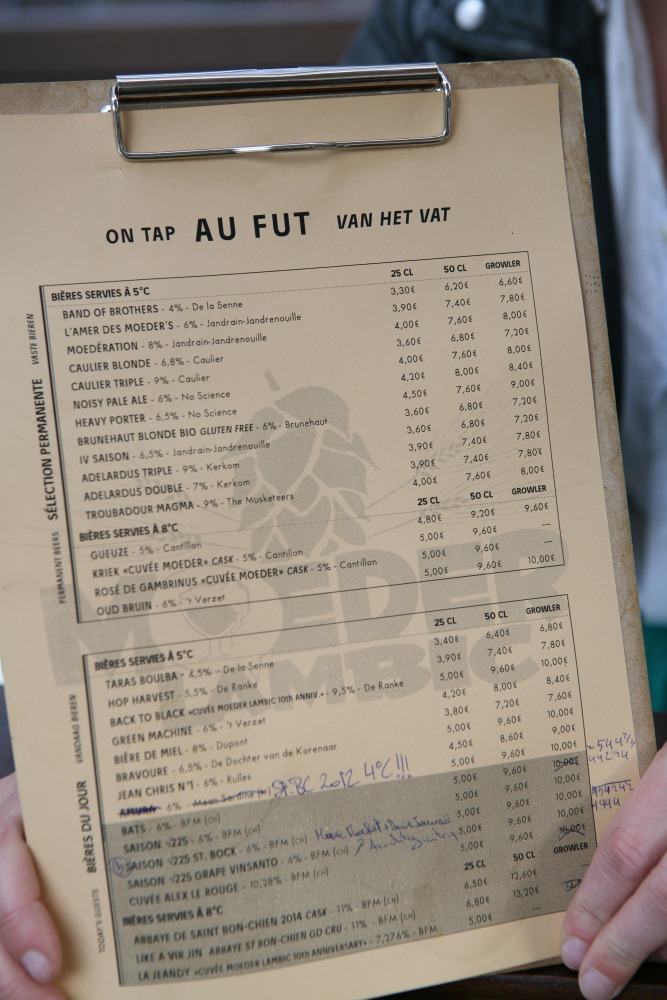 ON TAP AU FUT VAN HET VAT
BIÈRES SERVIES À 5°C 25 CL 50 CL GROWLER
BAND OF BROTHERS - 4% - De la Senne 3,30€ 6,20€ 6,60€
L'AMER DES MOEDER'S - 6% - Jandrain-Jandrenouille 3,90€ 7,40€ 7,80€
MOEDÉRATION - 8% - Jandrain-Jandrenouille 4,00€ 7,60€ 8,00€
CAULIER BLONDE - 6,8% - Caulier 3,60€ 6,80€ 7,20€
CAULIER TRIPLE - 9% - Caulier 4,00€ 7,60€ 8,00€
NOISY PALE ALE - 6% - No Science 4,20€ 8,00€ 8,40€
HEAVY PORTER - 6,5% - No Science 4,50€ 7,60€ 9,00€
BRUNEHAUT BLONDE BIO GLUTEN FREE - 6% - Brunehaut 3,60€ 6,80€ 7,20€
IV SAISON - 6,5% - Jandrain-Jandrenouille 3,60€ 6,80€ 7,20€
ADELARDUS TRIPLE - 9% - Kerkom 3,90€ 7,40€ 7,80€
ADELARDUS DOUBLE - 7% - Kerkom 3,90€ 7,40€ 7,80€
TROUBADOUR MAGMA - 9% - The Musketeers 4,00€ 7,60€ 8,00€
BIÈRES SERVIES À 8°C 25 CL 50 CL GROWLER
GUEUZE - 5% - Cantillon 4,80€ 9,20€ 9,60€
KRIEK «CUVÉE MOEDER» CASK - 5% - Cantillon 5,00€ 9,60€ ---
ROSÉ DE GAMBRINUS «CUVÉE MOEDER» CASK - 5% - Cantillon 5,00€ 9,60€ ---
OUD BRUIN - 6% - 't Verzet 5,00€ 9,60€ 10,00€
PERMANENT BEERS SÉLECTION PERMANENTE VASTE BIEREN
MOEDER LAMBIC
BIÈRES SERVIES À 5°C 25 CL 50 CL GROWLER
TARAS BOULBA - 4,5% - De la Senne 3,40€ 6,40€ 6,80€
HOP HARVEST - 5,5% - De Ranke 3,90€ 7,40€ 7,80€
BACK TO BLACK «CUVÉE MOEDER LAMBIC 10th ANNIV.» - 9,5% - De Ranke 5,00€ 9,60€ 10,00€
GREEN MACHINE - 6% - 't Verzet 4,20€ 8,00€ 8,40€
BIÈRE DE MIEL - 8% - Dupont 3,80€ 7,20€ 7,60€
BRAVOURE - 6,5% - De Dochter van de Korenaar 5,00€ 9,60€ 10,00€
JEAN CHRIS N°1 - 6% - Rulles 4,50€ 8,60€ 9,00€
AMURA - 6% - Mean Sardine St BC 2012 4°C!!! 5,00€ 9,60€ 10,00€
BATS - 6% - BFM (CH) 5,00€ 9,60€ 10,00€
SAISON √225 - 6% - BFM (CH) 5,00€ 9,60€ 10,00€
SAISON √225 ST. BOCK - 6% - BFM (CH) 5,00€ 9,60€ 10,00€
SAISON √225 GRAPE VINSANTO - 6% - BFM (CH) 5,00€ 9,60€ 10,00€
CUVÉE ALEX LE ROUGE - 10,28% - BFM (CH) 5,00€ 9,60€ 10,00€
BIÈRES SERVIES À 8°C 25 CL 50 CL GROWLER
ABBAYE DE SAINT BON-CHIEN 2014 CASK - 11% - BFM (CH) 6,50€ 12,60€
LIKE A VIR JIN ABBAYE ST BON-CHIEN GD CRU - 11% - BFM (CH) 6,80€ 13,20€
LA JEANDY «CUVÉE MOEDER LAMBIC 10th ANNIVERSARY» - 7,276% - BFM 5,00€ ---
TODAY'S GUESTS BIÈRES DU JOUR VANDAAG BIEREN